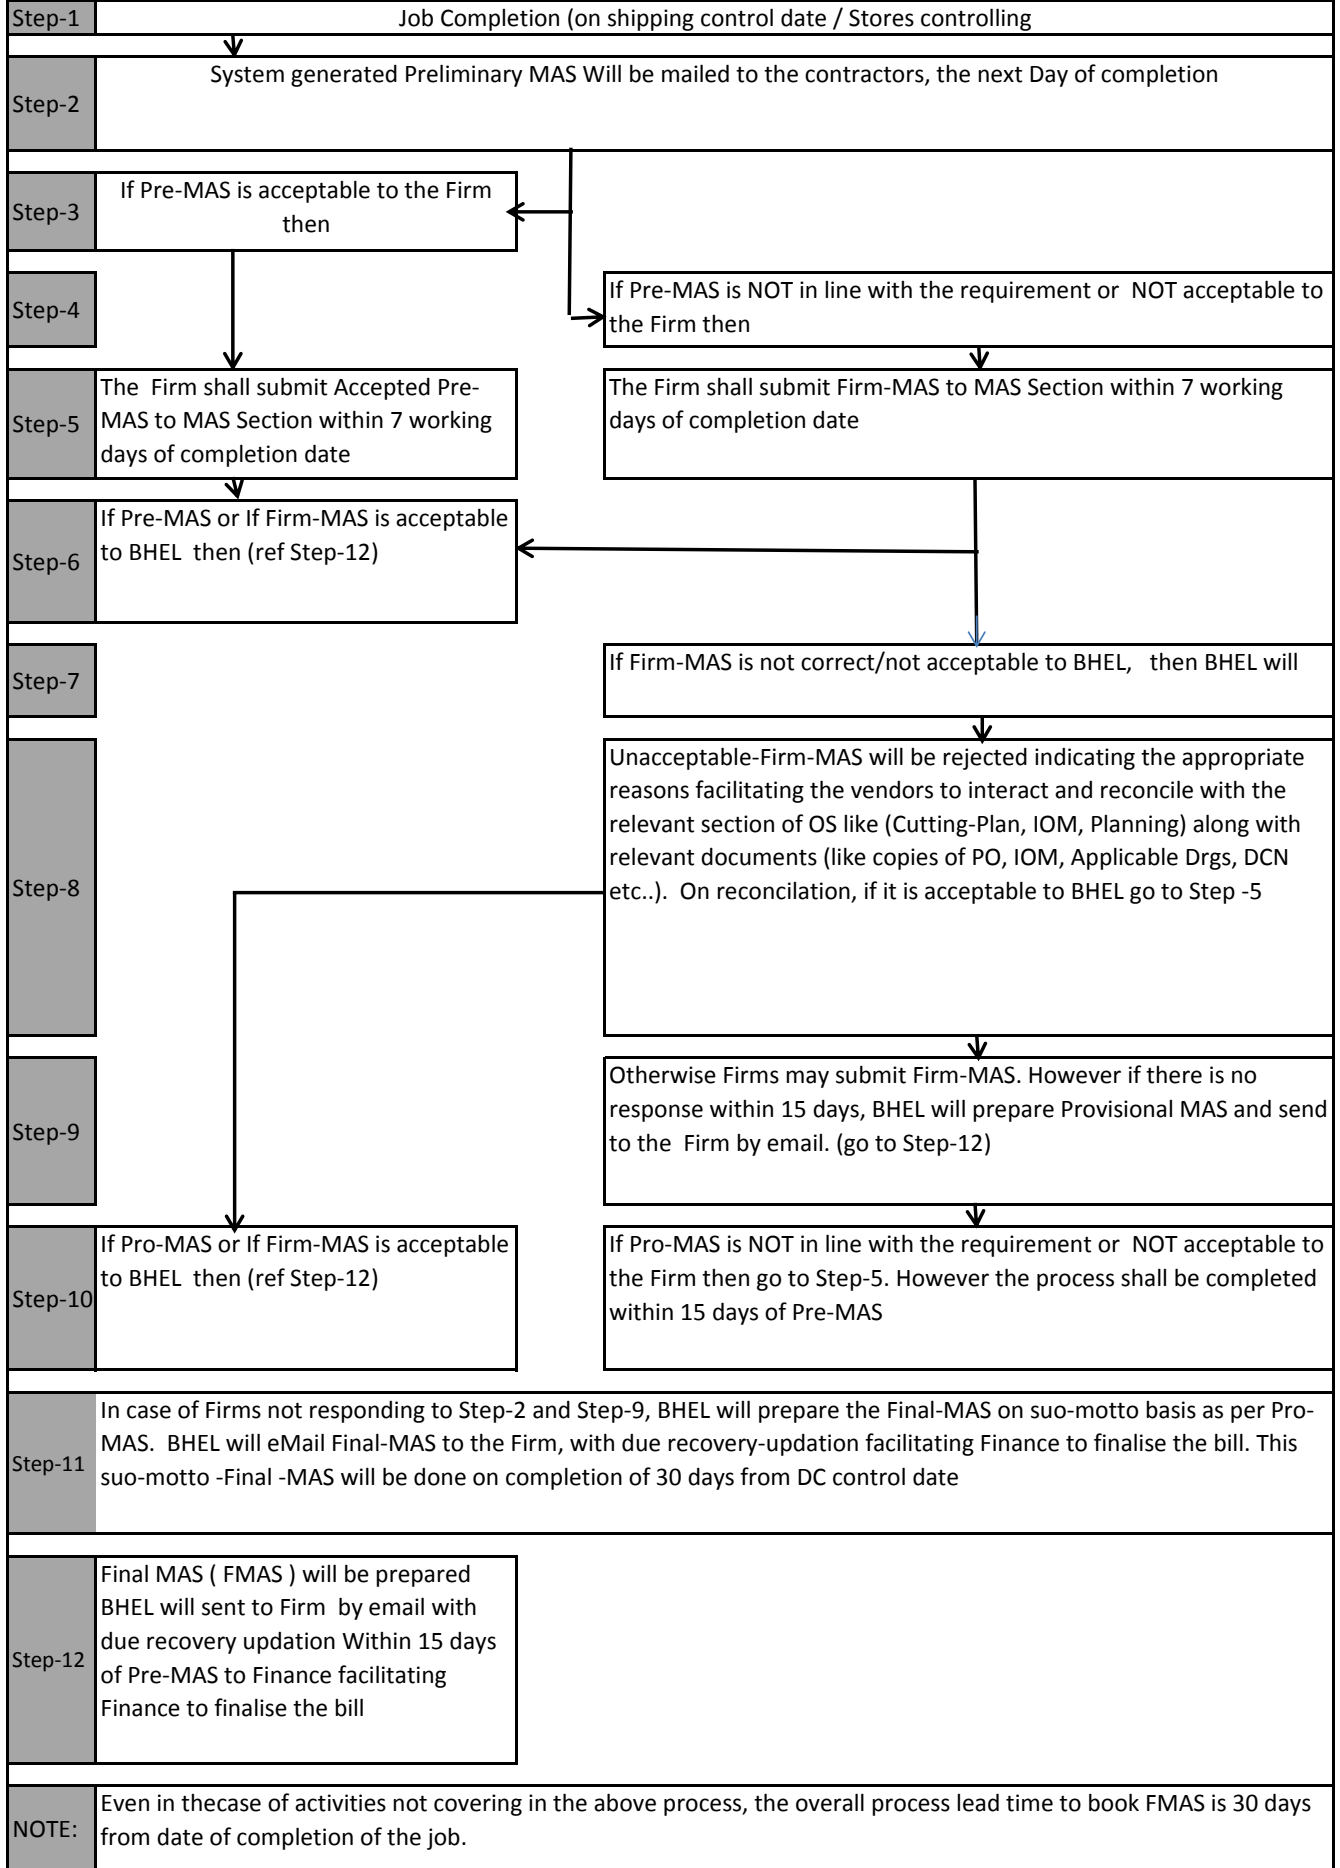 Step-1
Job Completion (on shipping control date / Stores controlling
Step-2
System generated Preliminary MAS Will be mailed to the contractors, the next Day of completion
Step-3
If Pre-MAS is acceptable to the Firm
then
Step-4
If Pre-MAS is NOT in line with the requirement or NOT acceptable to
the Firm then
Step-5
The Firm shall submit Accepted Pre-
MAS to MAS Section within 7 working
days of completion date
The Firm shall submit Firm-MAS to MAS Section within 7 working
days of completion date
Step-6
If Pre-MAS or If Firm-MAS is acceptable
to BHEL then (ref Step-12)
Step-7
If Firm-MAS is not correct/not acceptable to BHEL, then BHEL will
Step-8
Unacceptable-Firm-MAS will be rejected indicating the appropriate
reasons facilitating the vendors to interact and reconcile with the
relevant section of OS like (Cutting-Plan, IOM, Planning) along with
relevant documents (like copies of PO, IOM, Applicable Drgs, DCN
etc..). On reconcilation, if it is acceptable to BHEL go to Step -5
Step-9
Otherwise Firms may submit Firm-MAS. However if there is no
response within 15 days, BHEL will prepare Provisional MAS and send
to the Firm by email. (go to Step-12)
Step-10
If Pro-MAS or If Firm-MAS is acceptable
to BHEL then (ref Step-12)
If Pro-MAS is NOT in line with the requirement or NOT acceptable to
the Firm then go to Step-5. However the process shall be completed
within 15 days of Pre-MAS
Step-11
In case of Firms not responding to Step-2 and Step-9, BHEL will prepare the Final-MAS on suo-motto basis as per Pro-
MAS. BHEL will eMail Final-MAS to the Firm, with due recovery-updation facilitating Finance to finalise the bill. This
suo-motto -Final -MAS will be done on completion of 30 days from DC control date
Step-12
Final MAS ( FMAS ) will be prepared
BHEL will sent to Firm by email with
due recovery updation Within 15 days
of Pre-MAS to Finance facilitating
Finance to finalise the bill
NOTE:
Even in thecase of activities not covering in the above process, the overall process lead time to book FMAS is 30 days
from date of completion of the job.